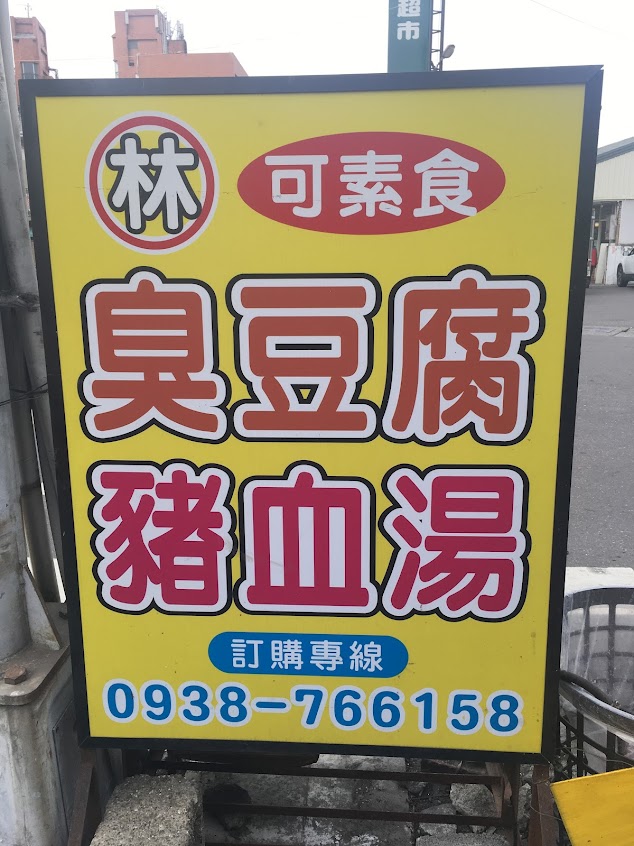 超市
林 可素食
臭豆腐
豬血湯
訂購專線
0938-766158